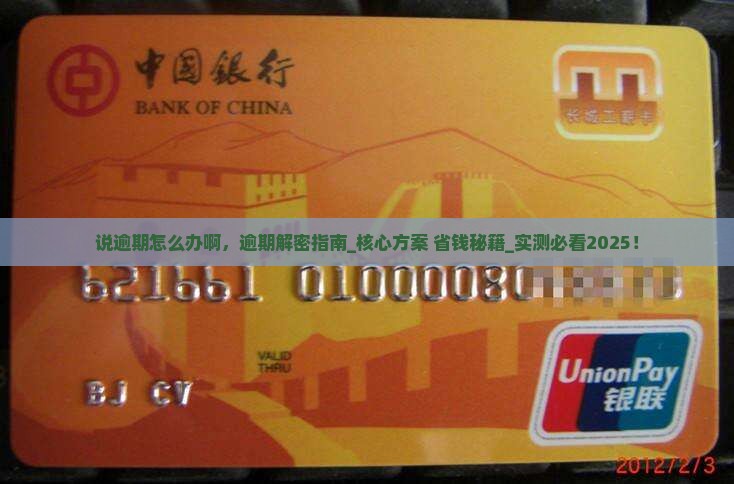 中国银行
BANK OF CHINA
长城工薪卡
说逾期怎么办啊，逾期解密指南_核心方案 省钱秘籍_实测必看2025！
621661 01000080
VALID
THRU
BJ CV
UnionPay
银联
2012/2/3